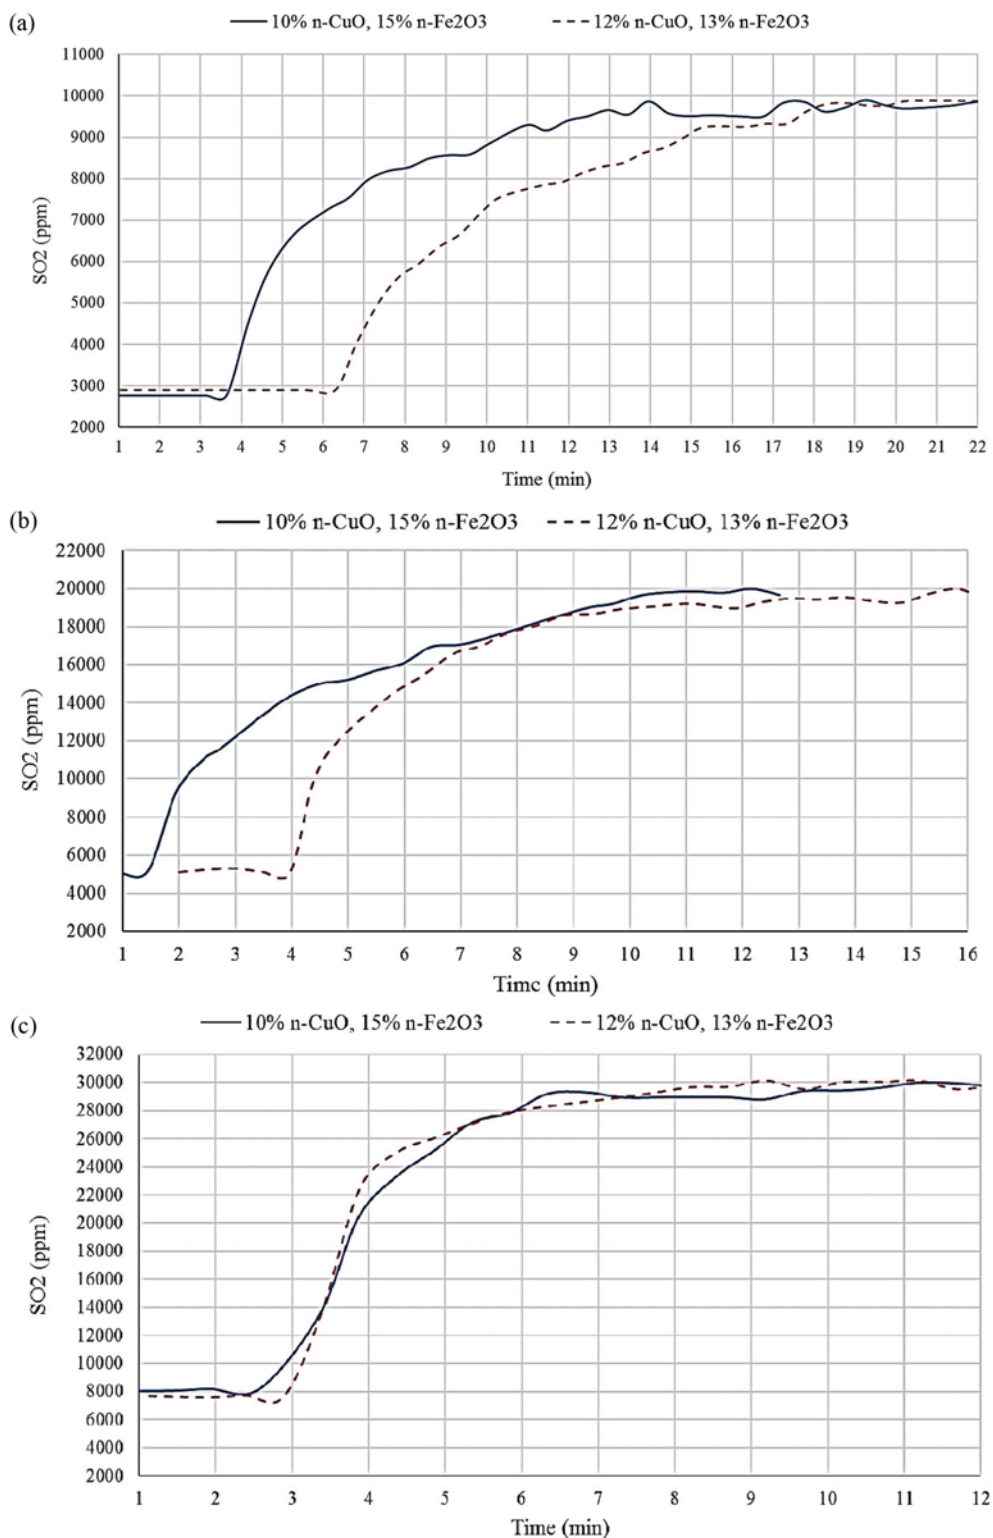 (a)
10% n-CuO, 15% n-Fe2O3 12% n-CuO, 13% n-Fe2O3
11000
10000
9000
8000
7000
6000
5000
4000
3000
2000
SO2 (ppm)
1 2 3 4 5 6 7 8 9 10 11 12 13 14 15 16 17 18 19 20 21 22
Time (min)
(b)
10% n-CuO, 15% n-Fe2O3 12% n-CuO, 13% n-Fe2O3
22000
20000
18000
16000
14000
12000
10000
8000
6000
4000
2000
SO2 (ppm)
1 2 3 4 5 6 7 8 9 10 11 12 13 14 15 16
Timc (min)
(c)
10% n-CuO, 15% n-Fe2O3 12% n-CuO, 13% n-Fe2O3
32000
30000
28000
26000
24000
22000
20000
18000
16000
14000
12000
10000
8000
6000
4000
2000
SO2 (ppm)
1 2 3 4 5 6 7 8 9 10 11 12
Time (min)